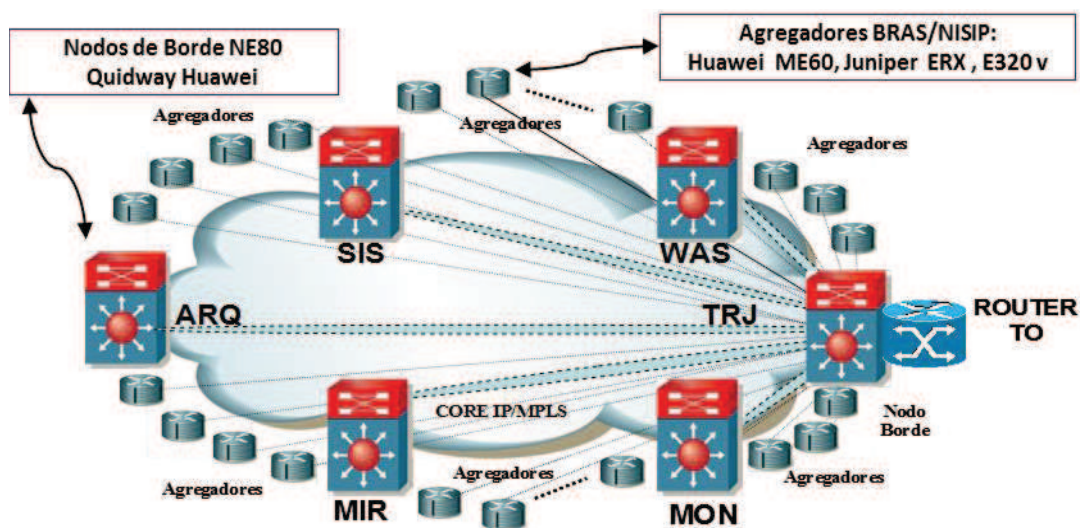 Nodos de Borde NE80
Quidway Huawei
Agregadores BRAS/NISIP:
Huawei ME60, Juniper ERX , E320 v
Agregadores
Agregadores
Agregadores
SIS
WAS
ARQ
TRJ
ROUTER
TO
CORE IP/MPLS
Nodo
Borde
Agregadores
Agregadores
Agregadores
MIR
MON